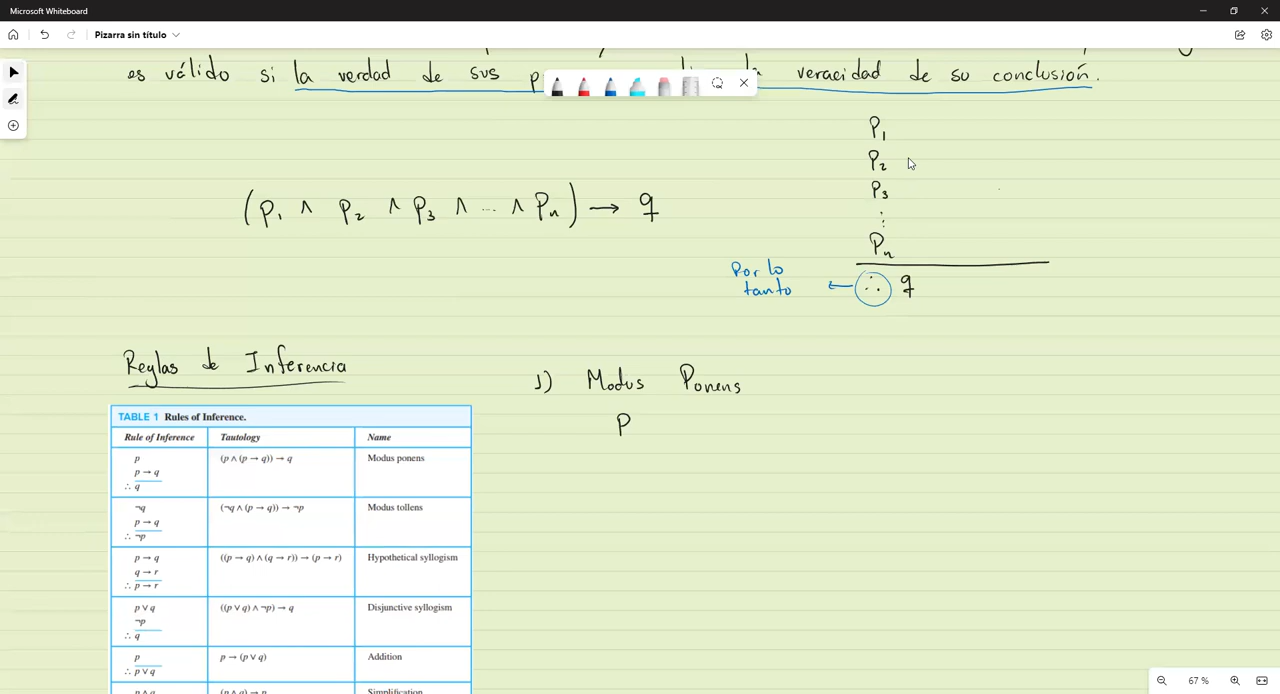 Microsoft Whiteboard
Pizarra sin título
es válido si la verdad de sus p veracidad de su conclusión.
P1
P2
P3
⋮
Pn
∴ q
Por lo
tanto
(p1 ∧ p2 ∧ p3 ∧ ... ∧ pn) → q
Reglas de Inferencia
1) Modus Ponens
P
TABLE 1 Rules of Inference.
Rule of Inference Tautology Name
p
p → q
∴ q
(p ∧ (p → q)) → q
Modus ponens
¬q
p → q
∴ ¬p
(¬q ∧ (p → q)) → ¬p
Modus tollens
p → q
q → r
∴ p → r
((p → q) ∧ (q → r)) → (p → r)
Hypothetical syllogism
p ∨ q
¬p
∴ q
((p ∨ q) ∧ ¬p) → q
Disjunctive syllogism
p
∴ p ∨ q
p → (p ∨ q)
Addition
p ∧ q
(p ∧ q) → p
Simplification
67 %